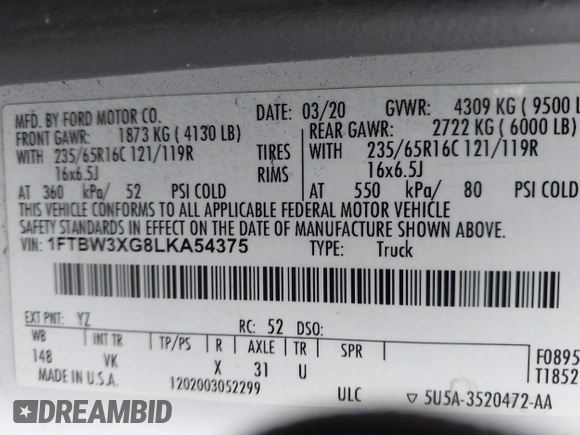 MFD. BY FORD MOTOR CO. DATE: 03/20 GVWR: 4309 KG ( 9500 L
FRONT GAWR: 1873 KG ( 4130 LB) REAR GAWR: 2722 KG ( 6000 LB)
WITH 235/65R16C 121/119R TIRES WITH 235/65R16C 121/119R
16x6.5J RIMS 16x6.5J
AT 360 kPa/ 52 PSI COLD AT 550 kPa/ 80 PSI COLD
THIS VEHICLE CONFORMS TO ALL APPLICABLE FEDERAL MOTOR VEHICLE
SAFETY STANDARDS IN EFFECT ON THE DATE OF MANUFACTURE SHOWN ABOVE.
VIN: 1FTBW3XG8LKA54375 TYPE: Truck
EXT PNT: YZ RC: 52 DSO:
WB INT TR TP/PS R AXLE TR SPR F0895
148 VK X 31 U T1852
MADE IN U.S.A. 1202003052299 ULC ▽ 5U5A-3520472-AA
DREAMBID